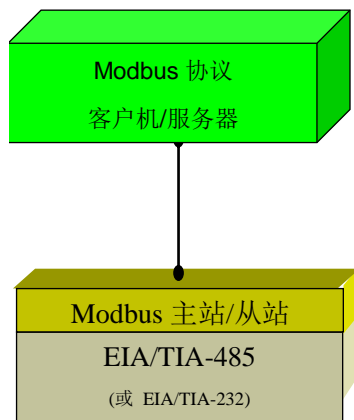 Modbus 协议
客户机/服务器
Modbus 主站/从站
EIA/TIA-485
(或 EIA/TIA-232)